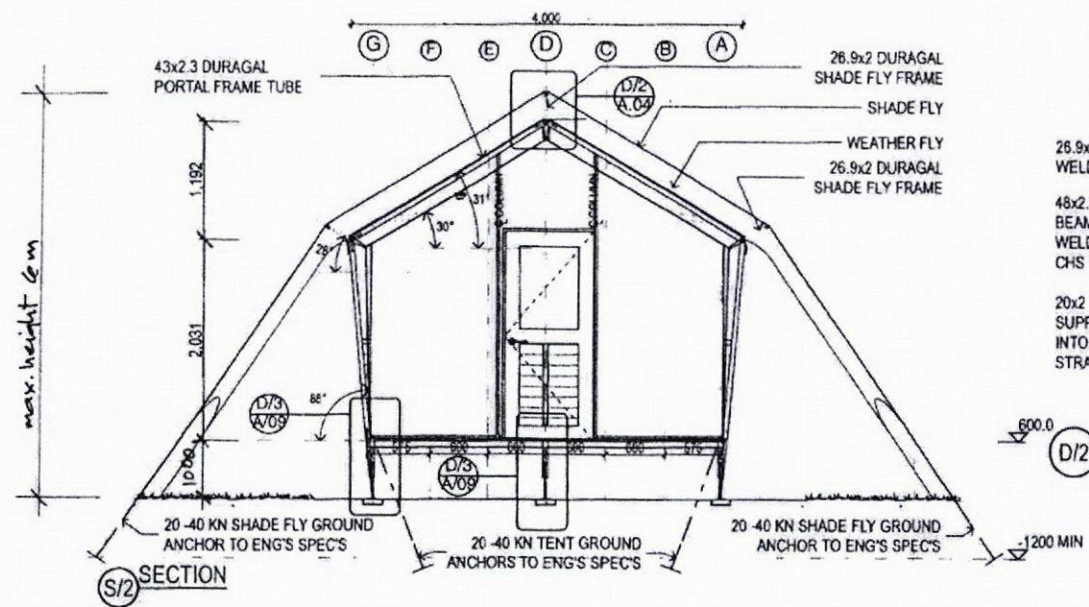 4.000
G F E D C B A
43x2.3 DURAGAL
PORTAL FRAME TUBE
D/2
A.04
26.9x2 DURAGAL
SHADE FLY FRAME
SHADE FLY
WEATHER FLY
26.9x2 DURAGAL
SHADE FLY FRAME
26.9x
WELD
48x2.
BEAM
WELD
CHS
20x2
SUPP
INTO
STRA
1.192
31°
30°
28°
max. height 6m
2.031
88°
D/3
A/09
600.0
D/2
D/3
A/09
1000
20 -40 KN SHADE FLY GROUND
ANCHOR TO ENG'S SPEC'S
20 -40 KN TENT GROUND
ANCHORS TO ENG'S SPEC'S
20 -40 KN SHADE FLY GROUND
ANCHOR TO ENG'S SPEC'S
-1200 MIN
S/2 SECTION